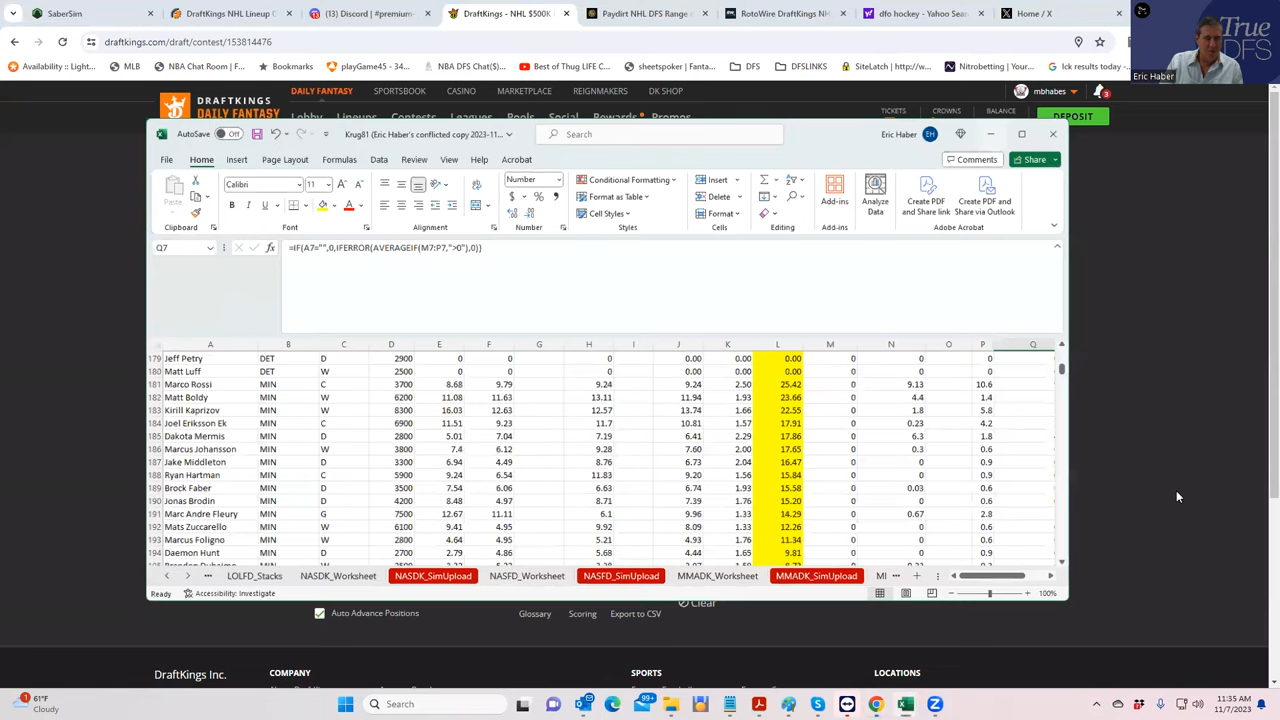 SaberSim
DraftKings NHL Lineup C
(13) Discord | #premium-
DraftKings - NHL $500K
Paydirt NHL DFS Range
RotoWire DraftKings NH
dfo hockey - Yahoo Sear
Home / X
draftkings.com/draft/contest/153814476
Availability :: Light...
MLB
NBA Chat Room | F...
Bookmarks
playGame45 - 34...
NBA DFS Chat($)...
Best of Thug LIFE C...
sheetspoker | Fanta...
DFS
DFSLINKS
SiteLatch | http://w...
Nitrobetting | Onlin...
Ick results today -...
True
DFS
Eric Haber
DRAFTKINGS
DAILY FANTASY
DAILY FANTASY
SPORTSBOOK
CASINO
MARKETPLACE
REIGNMAKERS
DK SHOP
mbhabes
3
Lobby
Lineups
Contests
Leagues
Pools
Social
Rewards
Promos
TICKETS
CROWNS
BALANCE
DEPOSIT
AutoSave Off
Krug81 (Eric Haber's conflicted copy 2023-11...
Search
Eric Haber EH
File Home Insert Page Layout Formulas Data Review View Help Acrobat
Comments Share
Paste
Calibri 11
Number
Conditional Formatting
Format as Table
Cell Styles
Insert
Delete
Format
Add-ins
Analyze Data
Create PDF and Share link
Create PDF and Share via Outlook
Clipboard Font Alignment Number Styles Cells Editing Add-ins Adobe Acrobat
Q7 =IF(A7="",0,IFERROR(AVERAGEIF(M7:P7,">0"),0))
A B C D E F G H I J K L M N O P Q
179 Jeff Petry DET D 2900 0 0 0 0.00 0.00 0.00 0 0 0
180 Matt Luff DET W 2500 0 0 0 0.00 0.00 0.00 0 0 0
181 Marco Rossi MIN C 3700 8.68 9.79 9.24 9.24 2.50 25.42 0 9.13 10.6
182 Matt Boldy MIN W 6200 11.08 11.63 13.11 11.94 1.93 23.66 0 4.4 1.4
183 Kirill Kaprizov MIN W 8300 16.03 12.63 12.57 13.74 1.66 22.55 0 1.8 5.8
184 Joel Eriksson Ek MIN C 6900 11.51 9.23 11.7 10.81 1.57 17.91 0 0.23 4.2
185 Dakota Mermis MIN D 2800 5.01 7.04 7.19 6.41 2.29 17.86 0 6.3 1.8
186 Marcus Johansson MIN W 3800 7.4 6.12 9.28 7.60 2.00 17.65 0 0.3 0.6
187 Jake Middleton MIN D 3300 6.94 4.49 8.76 6.73 2.04 16.47 0 0 0.9
188 Ryan Hartman MIN C 5900 9.24 6.54 11.83 9.20 1.56 15.84 0 0 0.9
189 Brock Faber MIN D 3500 7.54 6.06 6.63 6.74 1.93 15.58 0 0.03 0.6
190 Jonas Brodin MIN D 4200 8.48 4.97 8.71 7.39 1.76 15.20 0 0 0.6
191 Marc Andre Fleury MIN G 7500 12.67 11.11 6.1 9.96 1.33 14.29 0 0.67 2.8
192 Mats Zuccarello MIN W 6100 9.41 4.95 9.92 8.09 1.33 12.26 0 0 0.6
193 Marcus Foligno MIN W 2800 4.64 4.95 5.21 4.93 1.76 11.34 0 0 0.6
194 Daemon Hunt MIN D 2700 2.79 4.86 5.68 4.44 1.65 9.81 0 0 0.9
LOLFD_Stacks NASDK_Worksheet NASDK_SimUpload NASFD_Worksheet NASFD_SimUpload MMADK_Worksheet MMADK_SimUpload
Ready Accessibility: Investigate 100%
Auto Advance Positions
Glossary
Scoring
Export to CSV
Clear
DraftKings Inc.
COMPANY
SPORTS
LOCATIONS
61°F
Cloudy
Search
99+
11:35 AM
11/7/2023